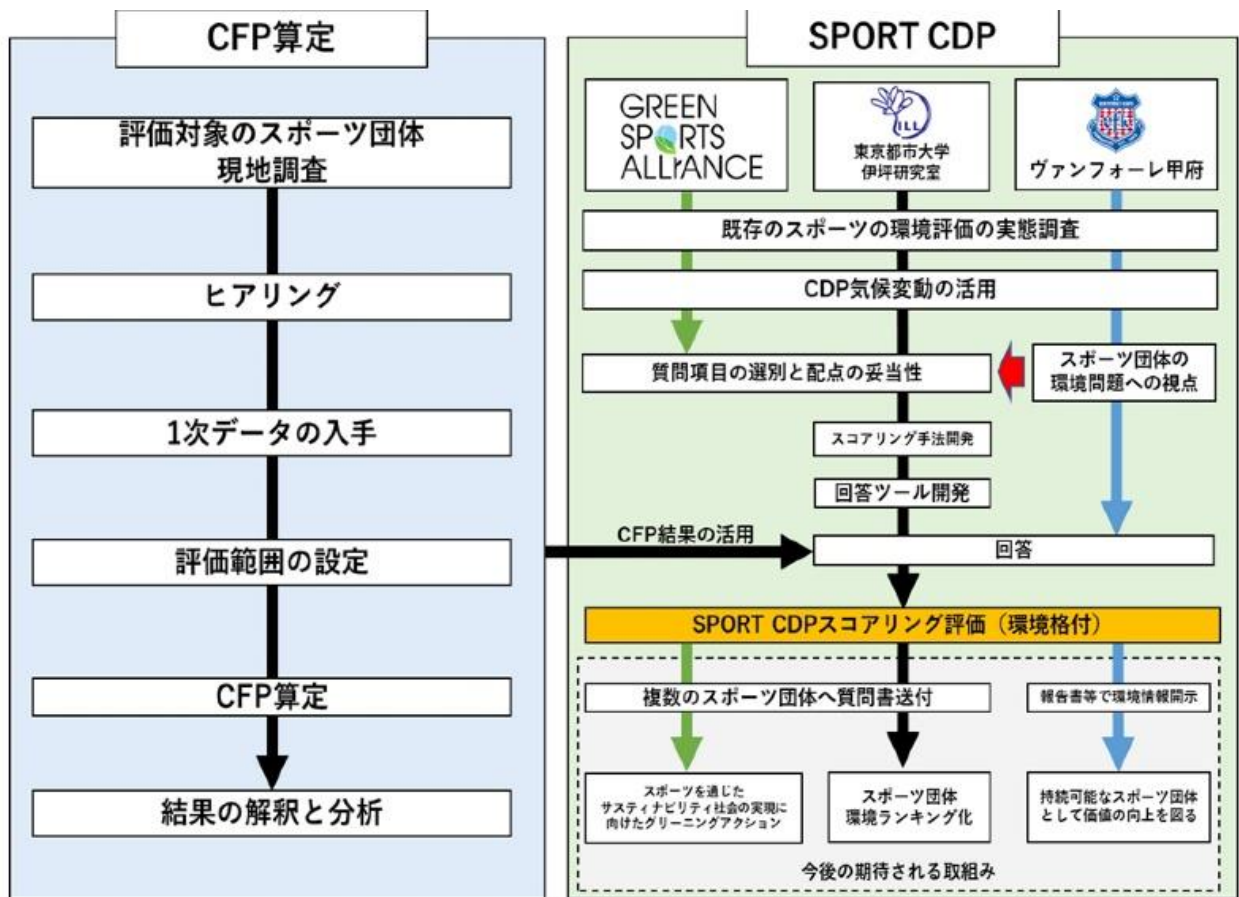 CFP算定
評価対象のスポーツ団体
現地調査
ヒアリング
1次データの入手
評価範囲の設定
CFP算定
結果の解釈と分析
SPORT CDP
GREEN
SPORTS
ALLIANCE
ILL
東京都市大学
伊坪研究室
ヴァンフォーレ甲府
既存のスポーツの環境評価の実態調査
CDP気候変動の活用
質問項目の選別と配点の妥当性
スポーツ団体の
環境問題への視点
スコアリング手法開発
回答ツール開発
CFP結果の活用
回答
SPORT CDPスコアリング評価（環境格付）
複数のスポーツ団体へ質問書送付
報告書等で環境情報開示
スポーツを通じた
サスティナビリティ社会の実現に
向けたグリーニングアクション
スポーツ団体
環境ランキング化
持続可能なスポーツ団体
として価値の向上を図る
今後の期待される取組み